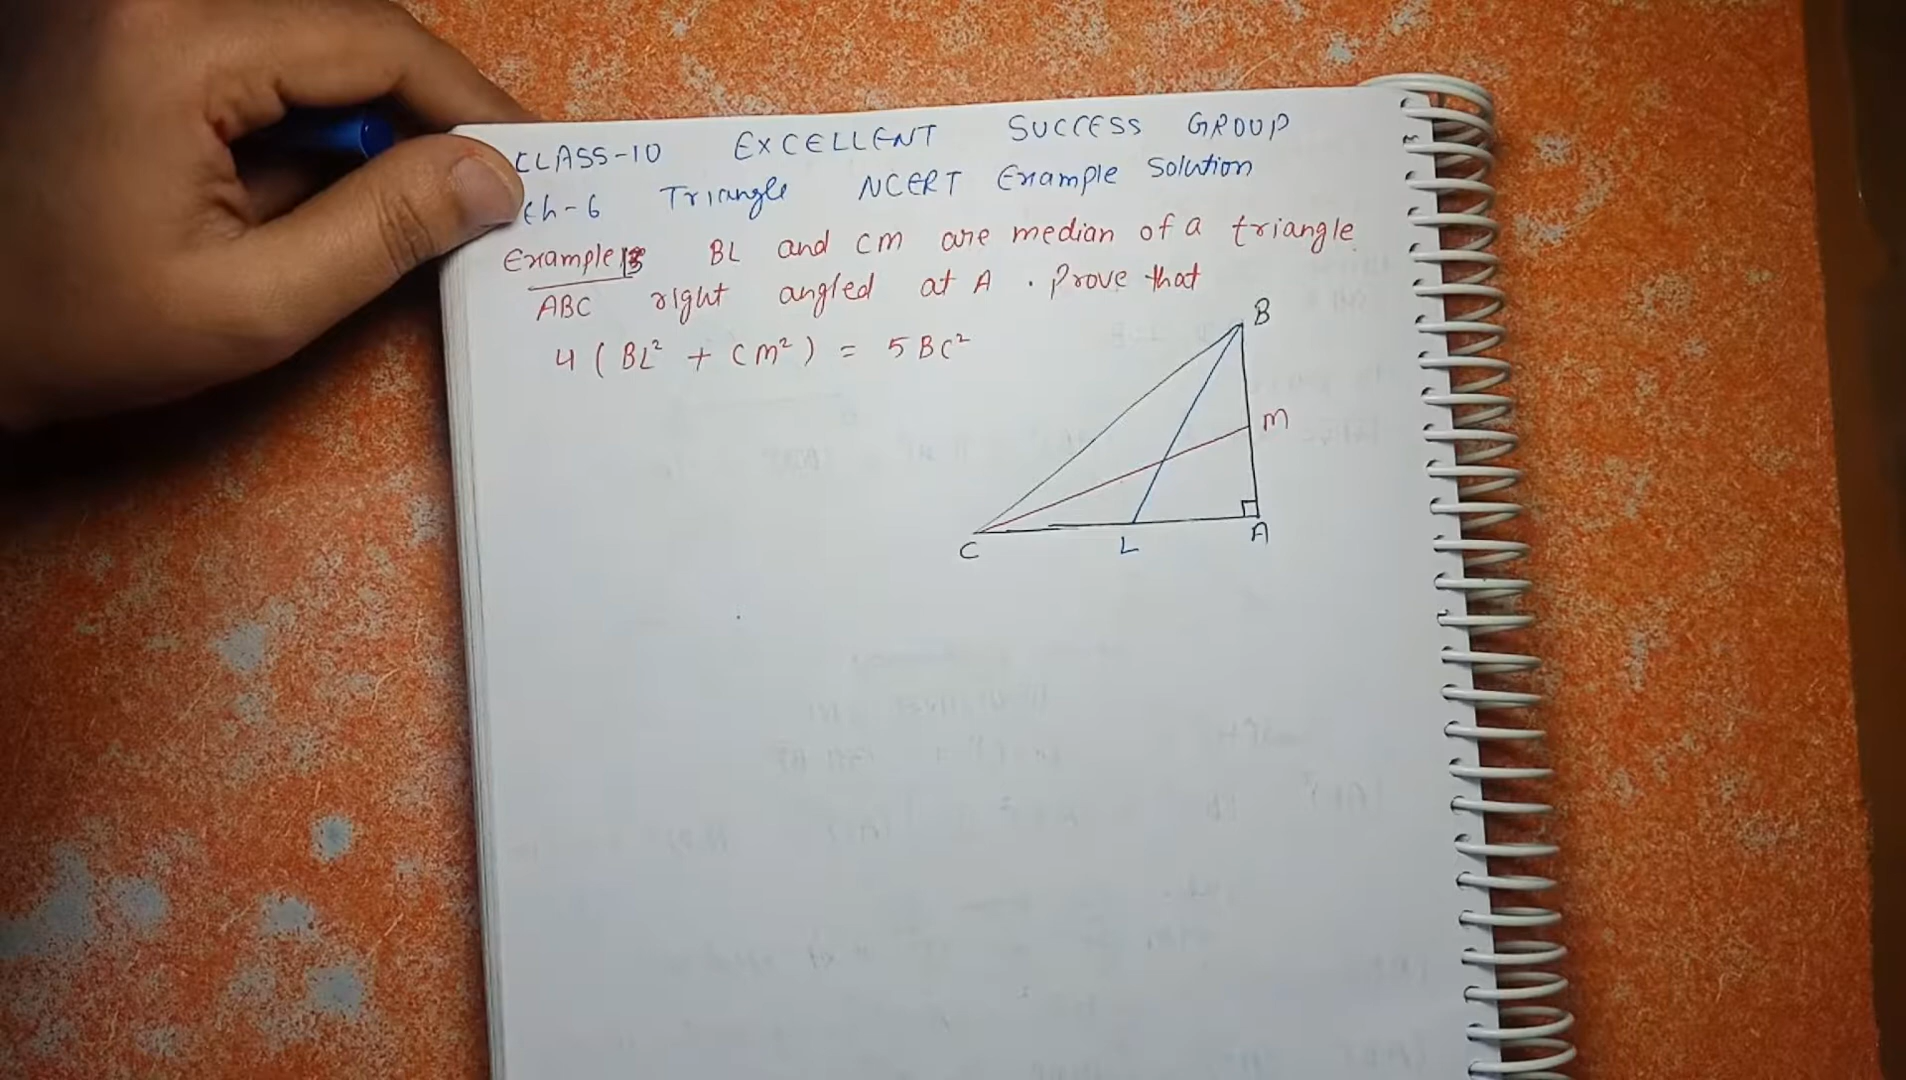 CLASS-10 EXCELLENT SUCCESS GROUP
Ch-6 Triangle NCERT Example Solution
Example 13 BL and CM are median of a triangle
ABC right angled at A . Prove that
4 ( BL² + CM² ) = 5 BC²
B
M
C
L
A